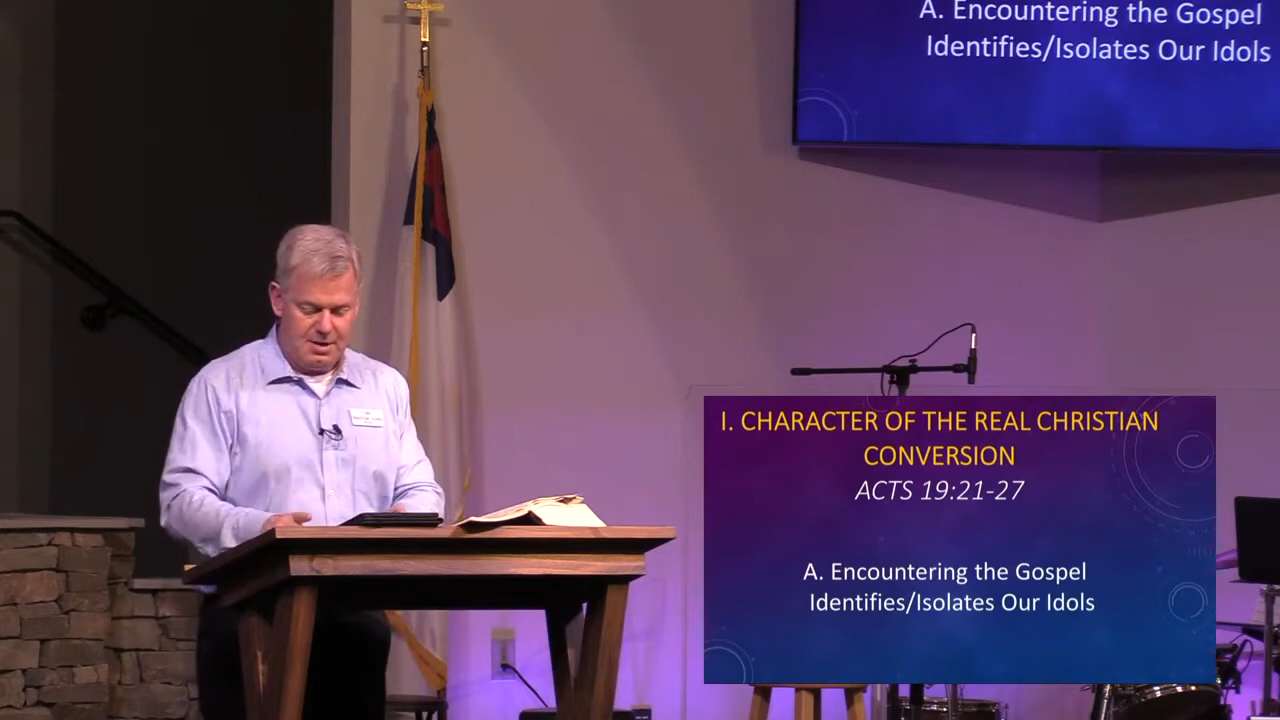 A. Encountering the Gospel
Identifies/Isolates Our Idols
I. CHARACTER OF THE REAL CHRISTIAN
CONVERSION
ACTS 19:21-27
A. Encountering the Gospel
Identifies/Isolates Our Idols